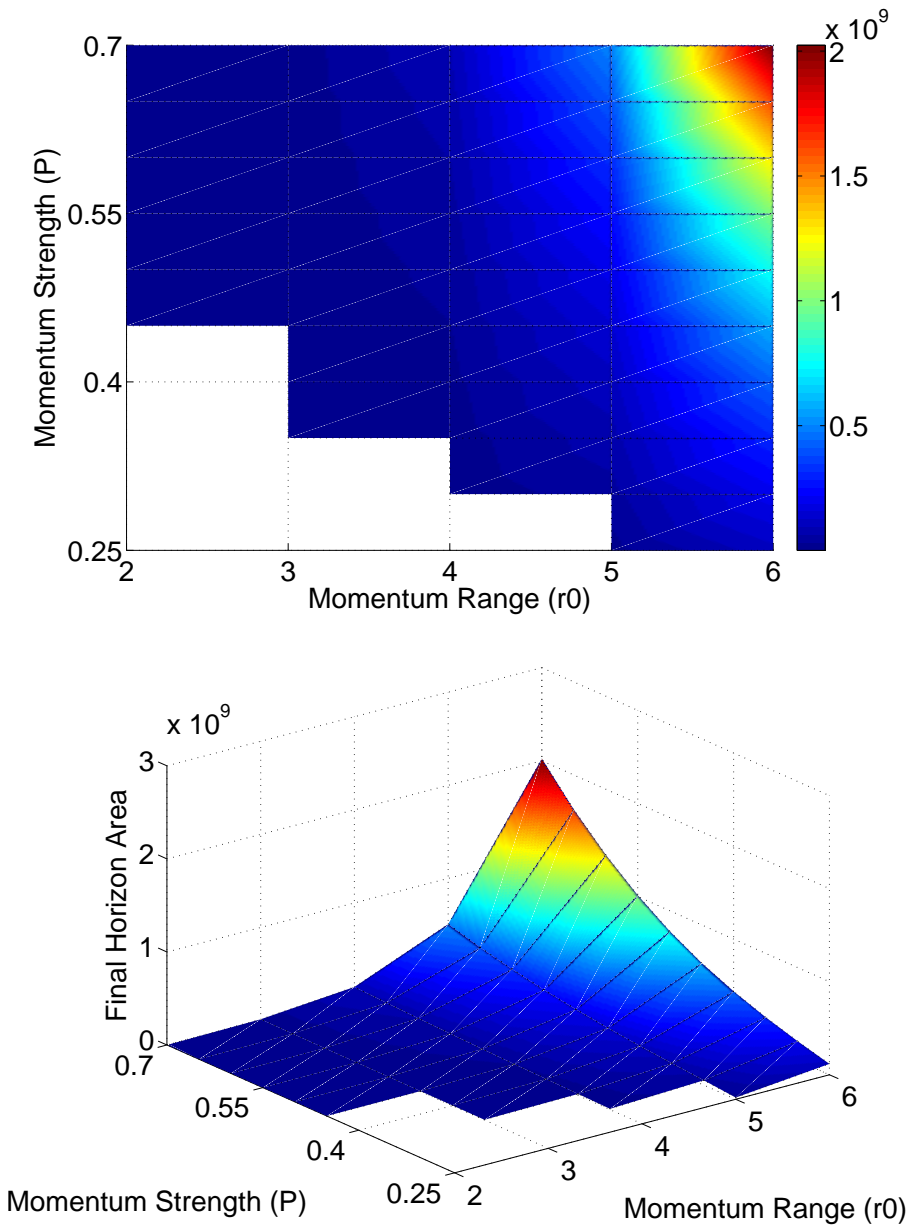 x 10^9
0.7
0.55
0.4
0.25
Momentum Strength (P)
2
1.5
1
0.5
2 3 4 5 6
Momentum Range (r0)
x 10^9
3
2
1
0
Final Horizon Area
0.7
0.55
0.4
0.25
2
3
4
5
6
Momentum Strength (P)
Momentum Range (r0)